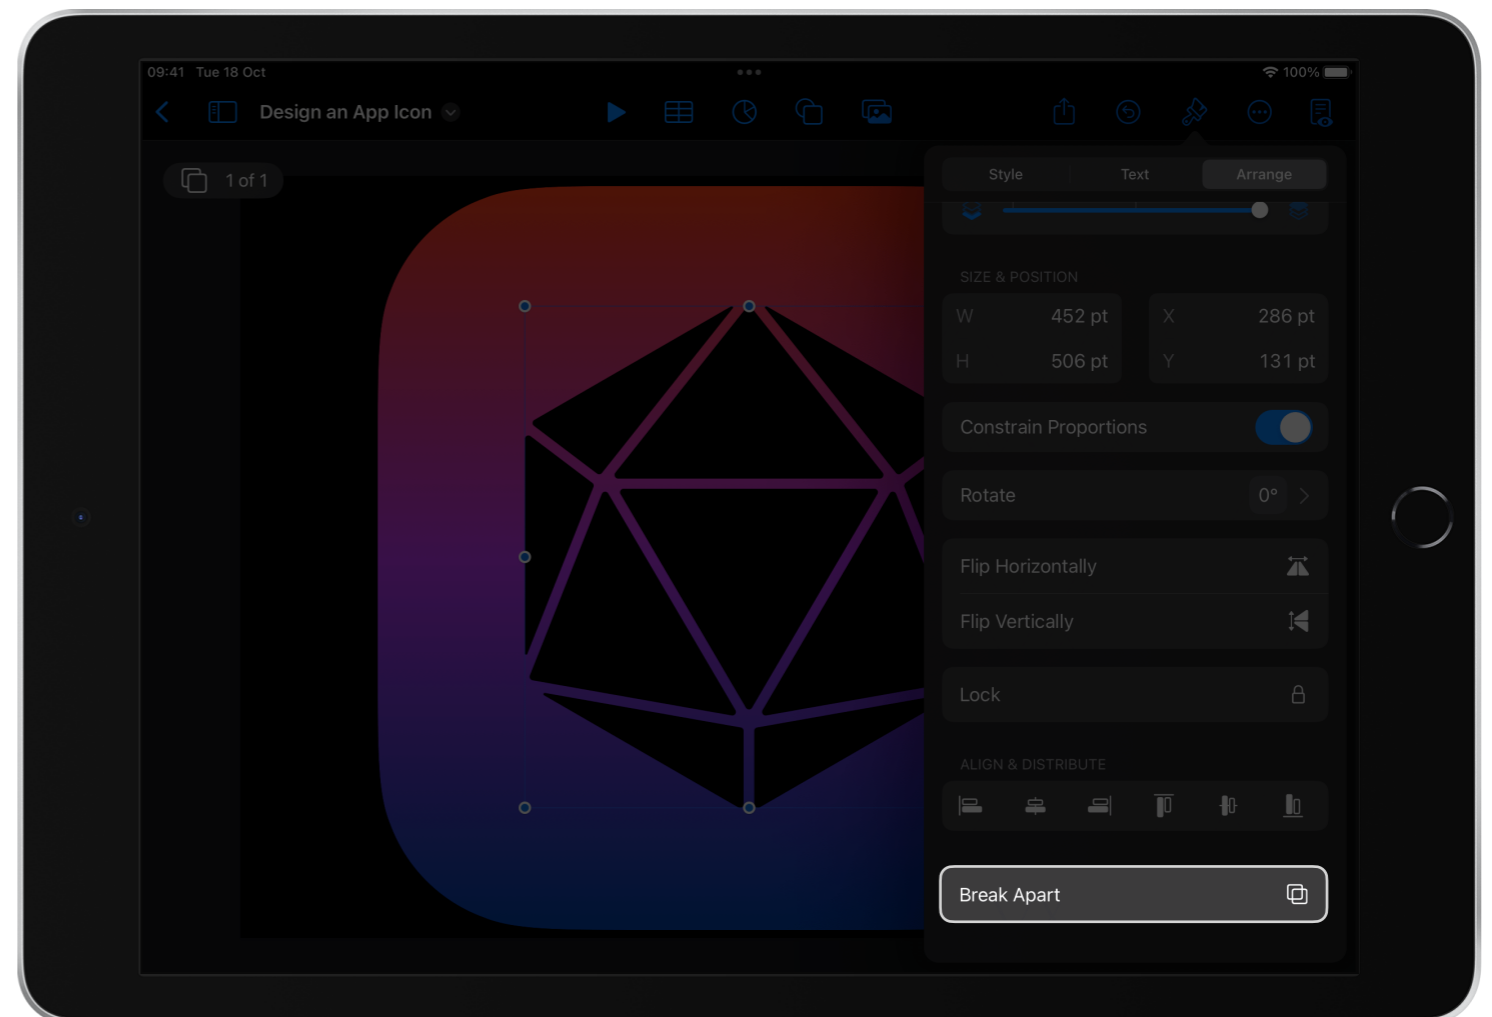 09:41 Tue 18 Oct
100%
Design an App Icon
1 of 1
Style Text Arrange
SIZE & POSITION
W 452 pt X 286 pt
H 506 pt Y 131 pt
Constrain Proportions
Rotate 0°
Flip Horizontally
Flip Vertically
Lock
ALIGN & DISTRIBUTE
Break Apart